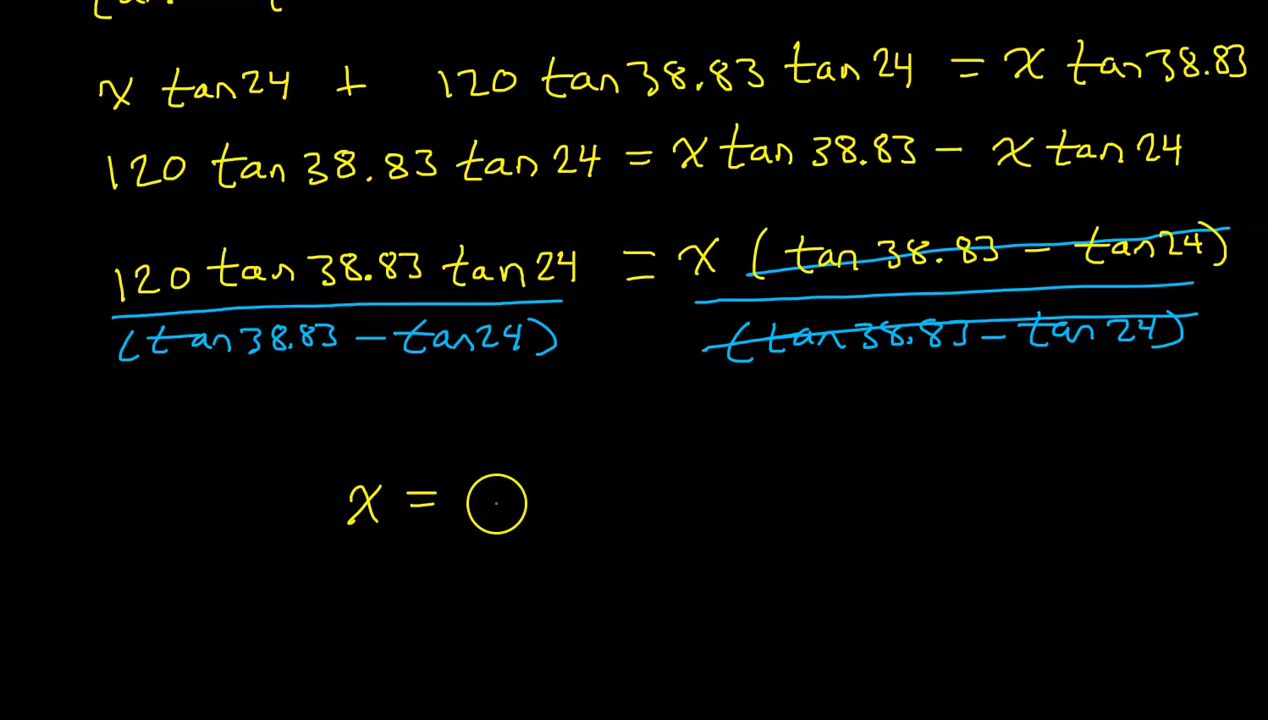 x tan24 + 120 tan38.83 tan24 = x tan38.83
120 tan38.83 tan24 = x tan38.83 - x tan24
120 tan38.83 tan24 = x (tan38.83 - tan24)
(tan38.83 - tan24) (tan38.83 - tan24)
x =